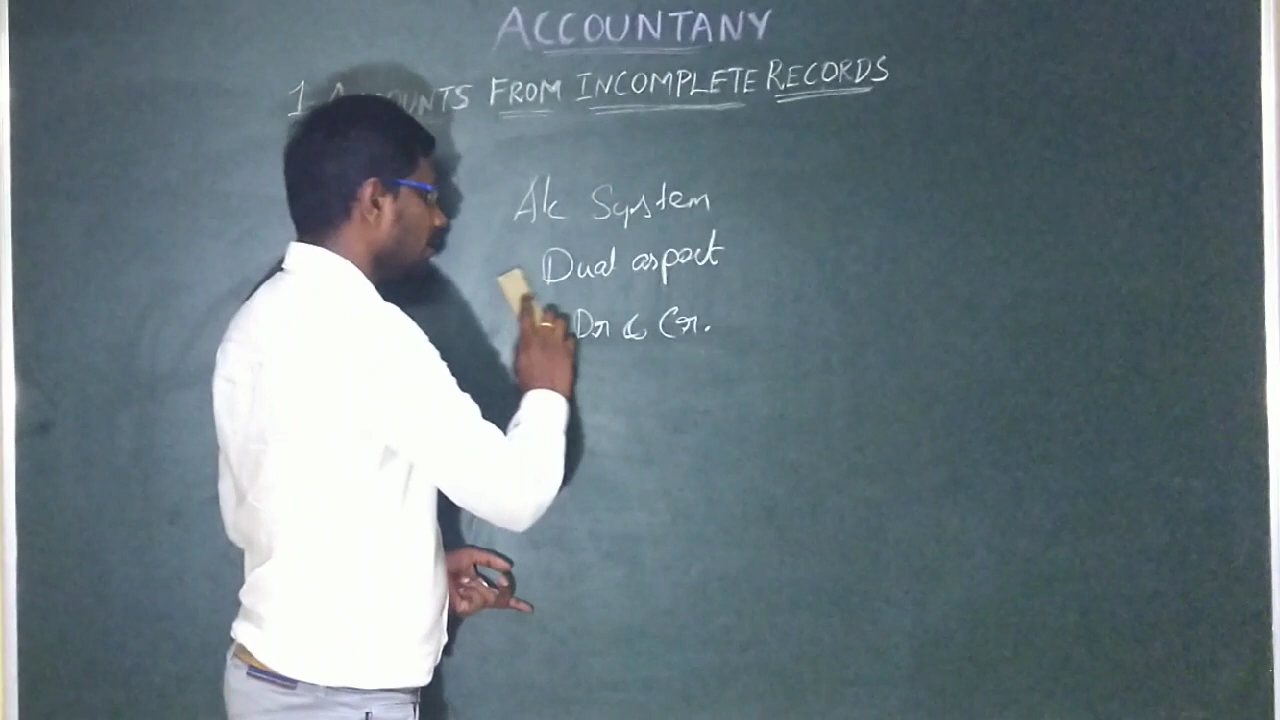 ACCOUNTANY
1. ACCOUNTS FROM INCOMPLETE RECORDS
A/c System
Dual aspect
Dr & Cr.